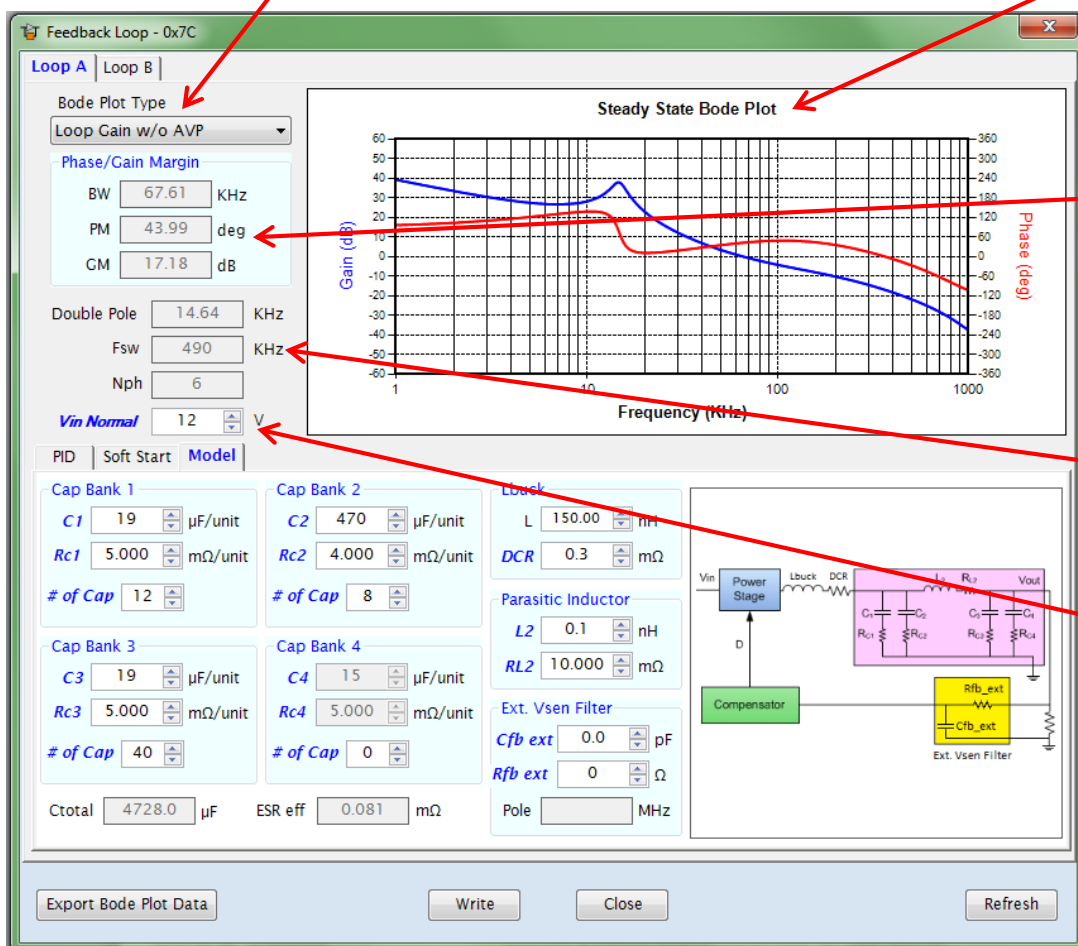 Feedback Loop - 0x7C
x
Loop A Loop B
Bode Plot Type
Loop Gain w/o AVP
Phase/Gain Margin
BW 67.61 KHz
PM 43.99 deg
GM 17.18 dB
Double Pole 14.64 KHz
Fsw 490 KHz
Nph 6
Vin Normal 12 V
Steady State Bode Plot
60 360
50 300
40 240
30 180
20 120
10 60
0 0
-10 -60
-20 -120
-30 -180
-40 -240
-50 -300
-60 -360
Gain (dB)
Phase (deg)
1 10 100 1000
Frequency (KHz)
PID Soft Start Model
Cap Bank 1
C1 19 µF/unit
Rc1 5.000 mΩ/unit
# of Cap 12
Cap Bank 2
C2 470 µF/unit
Rc2 4.000 mΩ/unit
# of Cap 8
Lbuck
L 150.00 nH
DCR 0.3 mΩ
Parasitic Inductor
L2 0.1 nH
RL2 10.000 mΩ
Cap Bank 3
C3 19 µF/unit
Rc3 5.000 mΩ/unit
# of Cap 40
Cap Bank 4
C4 15 µF/unit
Rc4 5.000 mΩ/unit
# of Cap 0
Ext. Vsen Filter
Cfb ext 0.0 pF
Rfb ext 0 Ω
Pole MHz
Ctotal 4728.0 µF ESR eff 0.081 mΩ
Vin Power Stage Lbuck DCR L2 RL2 Vout
C1 C2 C3 C4
RC1 RC2 RC3 RC4
D
Compensator
Rfb_ext
Cfb_ext
Ext. Vsen Filter
Export Bode Plot Data Write Close Refresh